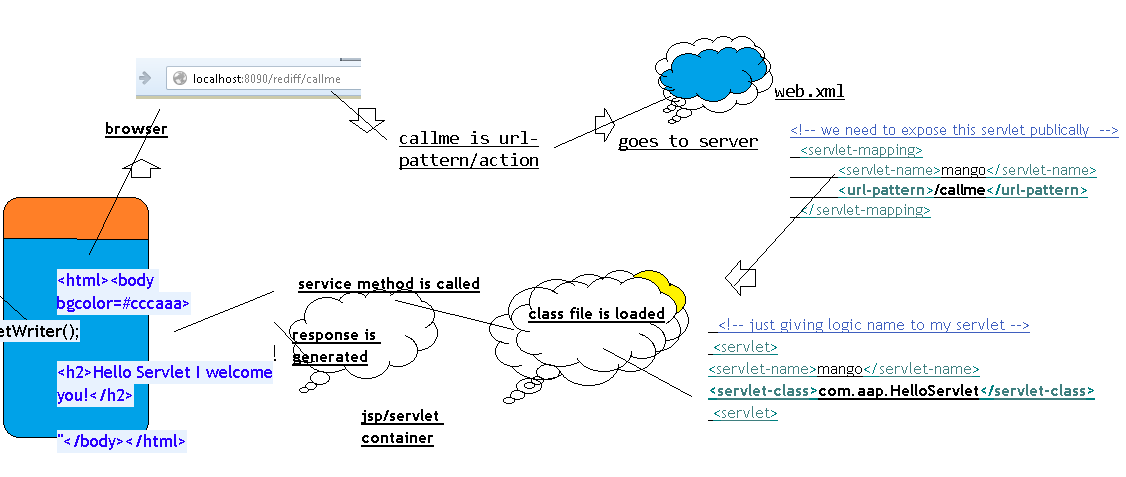 localhost:8090/rediff/callme
browser
callme is url-
pattern/action
goes to server
web.xml
<!-- we need to expose this servlet publically -->
<servlet-mapping>
<servlet-name>mango</servlet-name>
<url-pattern>/callme</url-pattern>
</servlet-mapping>
<!-- just giving logic name to my servlet -->
<servlet>
<servlet-name>mango</servlet-name>
<servlet-class>com.aap.HelloServlet</servlet-class>
<servlet>
class file is loaded
service method is called
response is
generated
!
jsp/servlet
container
<html><body
bgcolor=#cccaaa>
etWriter();
<h2>Hello Servlet I welcome
you!</h2>
"</body></html>